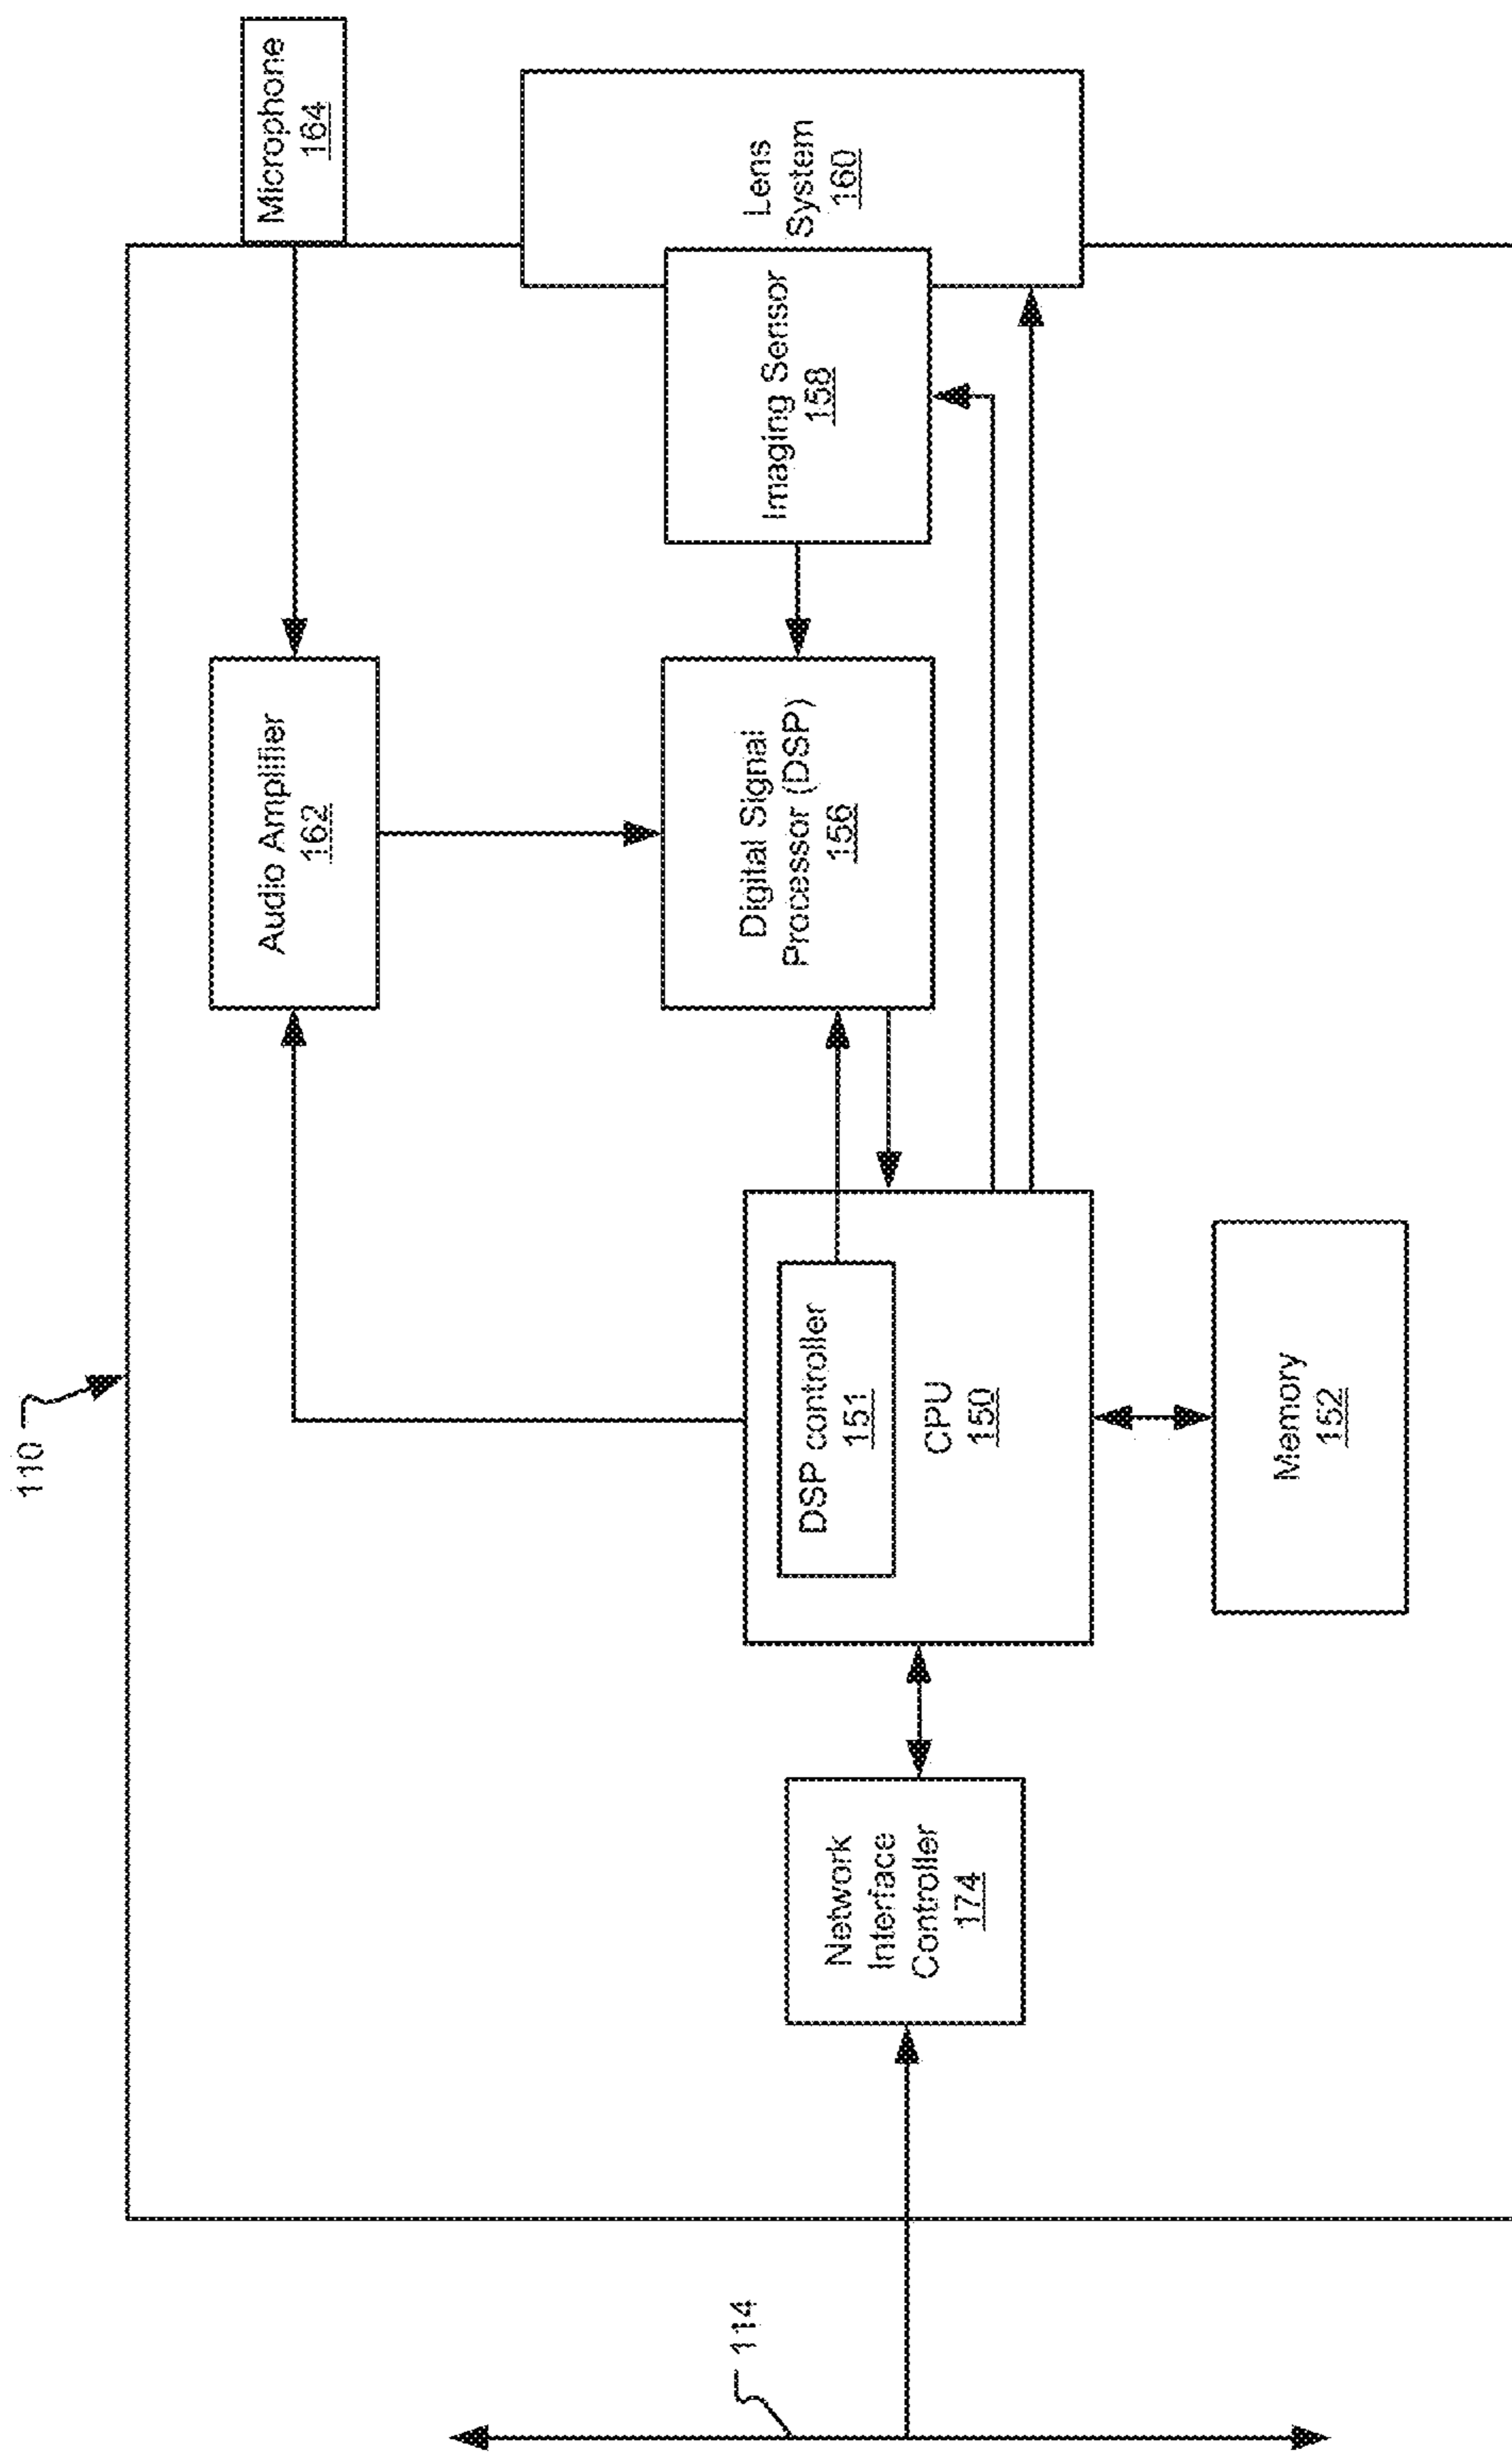 110
114
Network
Interface
Controller
174
DSP controller
151
CPU
150
Memory
152
Audio Amplifier
162
Digital Signal
Processor (DSP)
156
Imaging Sensor
158
Microphone
164
Lens
System
160